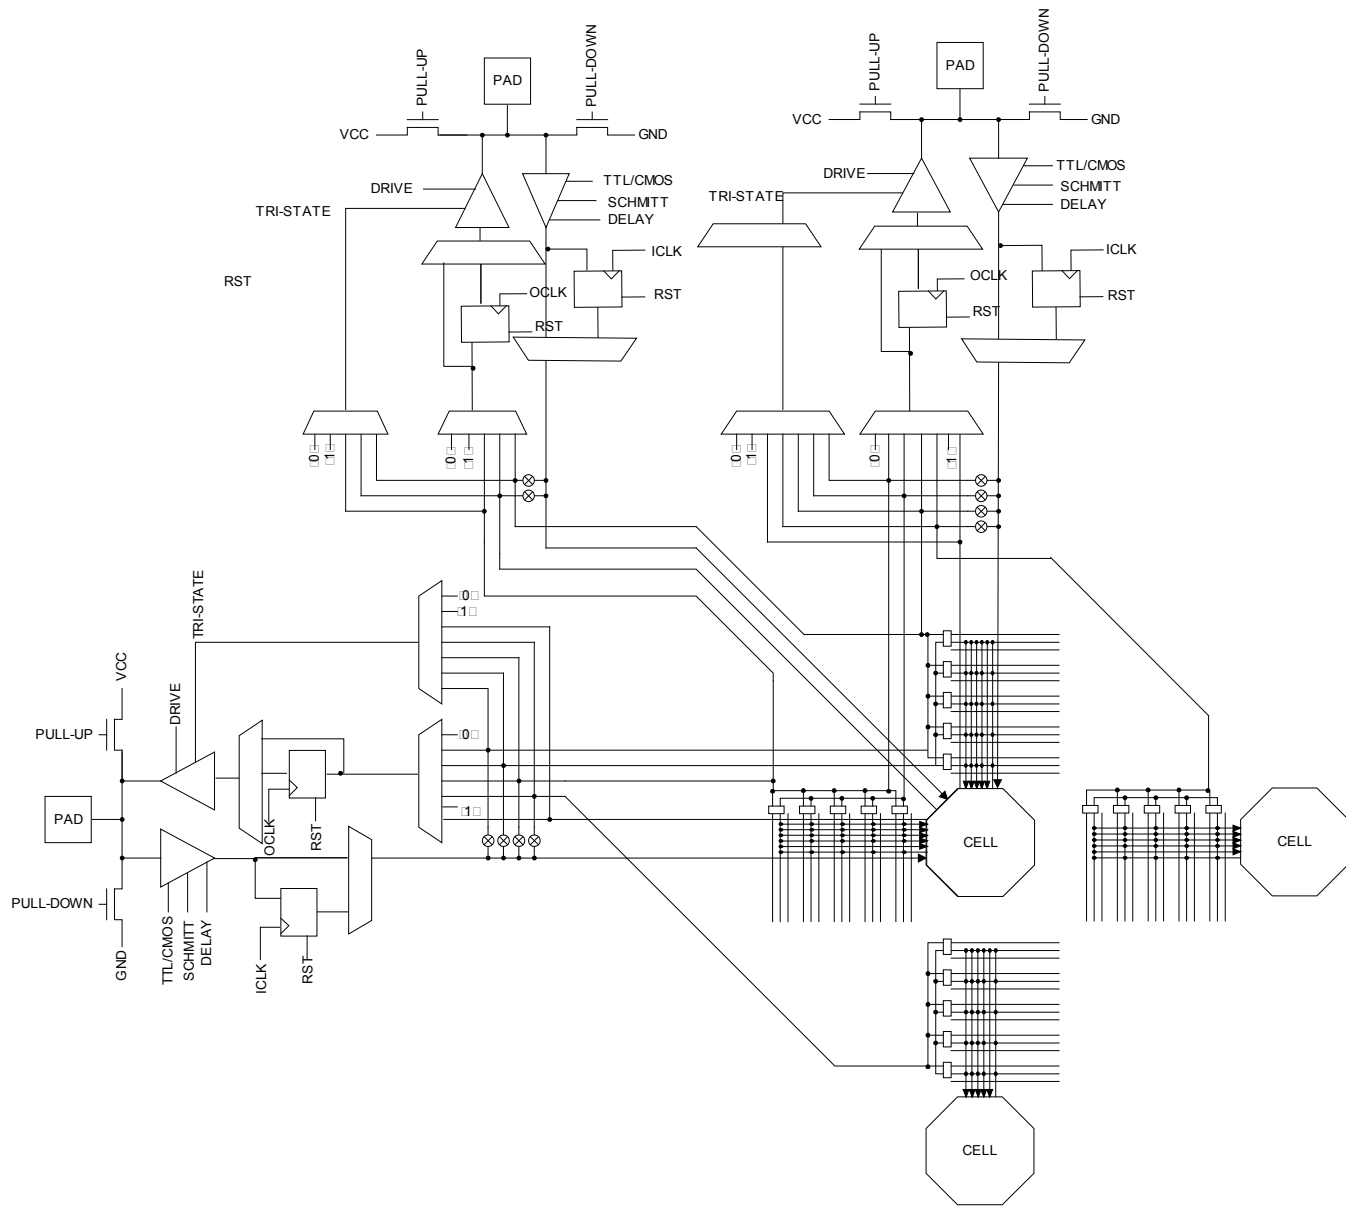 PULL-UP
PAD
PULL-DOWN
VCC
GND
DRIVE
TTL/CMOS
SCHMITT
TRI-STATE
DELAY
ICLK
RST
OCLK
RST
RST
"0"
"1"
"0"
"1"
PULL-UP
PAD
PULL-DOWN
VCC
GND
DRIVE
TTL/CMOS
SCHMITT
TRI-STATE
DELAY
ICLK
OCLK
RST
RST
"0"
"1"
"0"
"1"
TRI-STATE
"0"
"1"
VCC
DRIVE
PULL-UP
"0"
PAD
OCLK
RST
"1"
PULL-DOWN
GND
TTL/CMOS
SCHMITT
DELAY
ICLK
RST
CELL
CELL
CELL